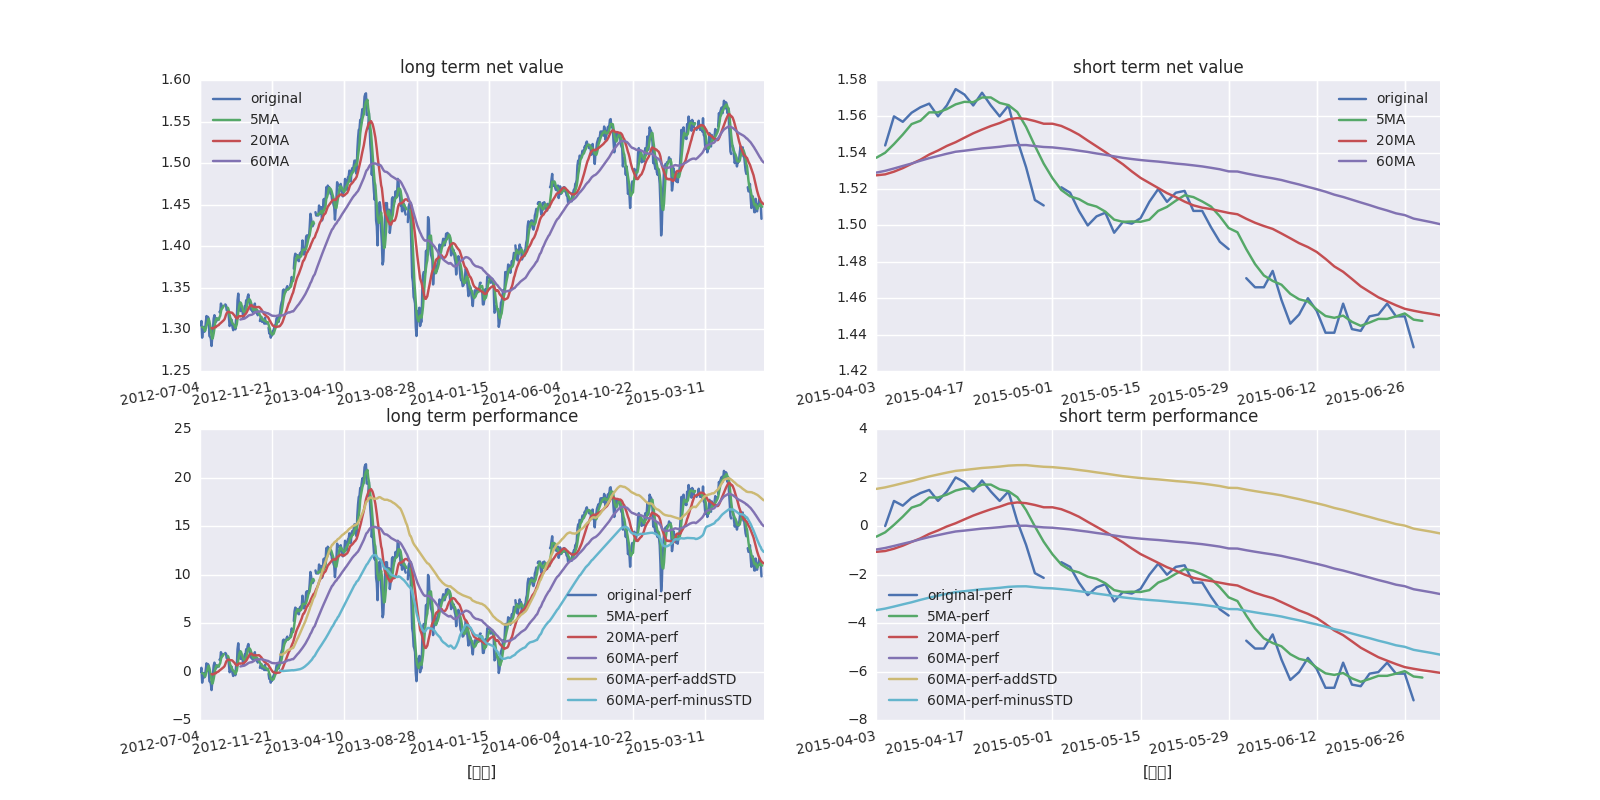 long term net value
1.60
1.55
1.50
1.45
1.40
1.35
1.30
1.25
original
5MA
20MA
60MA
2012-07-04 2012-11-21 2013-04-10 2013-08-28 2014-01-15 2014-06-04 2014-10-22 2015-03-11
short term net value
1.58
1.56
1.54
1.52
1.50
1.48
1.46
1.44
1.42
original
5MA
20MA
60MA
2015-04-03 2015-04-17 2015-05-01 2015-05-15 2015-05-29 2015-06-12 2015-06-26
long term performance
25
20
15
10
5
0
−5
original-perf
5MA-perf
20MA-perf
60MA-perf
60MA-perf-addSTD
60MA-perf-minusSTD
2012-07-04 2012-11-21 2013-04-10 2013-08-28 2014-01-15 2014-06-04 2014-10-22 2015-03-11
short term performance
4
2
0
−2
−4
−6
−8
original-perf
5MA-perf
20MA-perf
60MA-perf
60MA-perf-addSTD
60MA-perf-minusSTD
2015-04-03 2015-04-17 2015-05-01 2015-05-15 2015-05-29 2015-06-12 2015-06-26